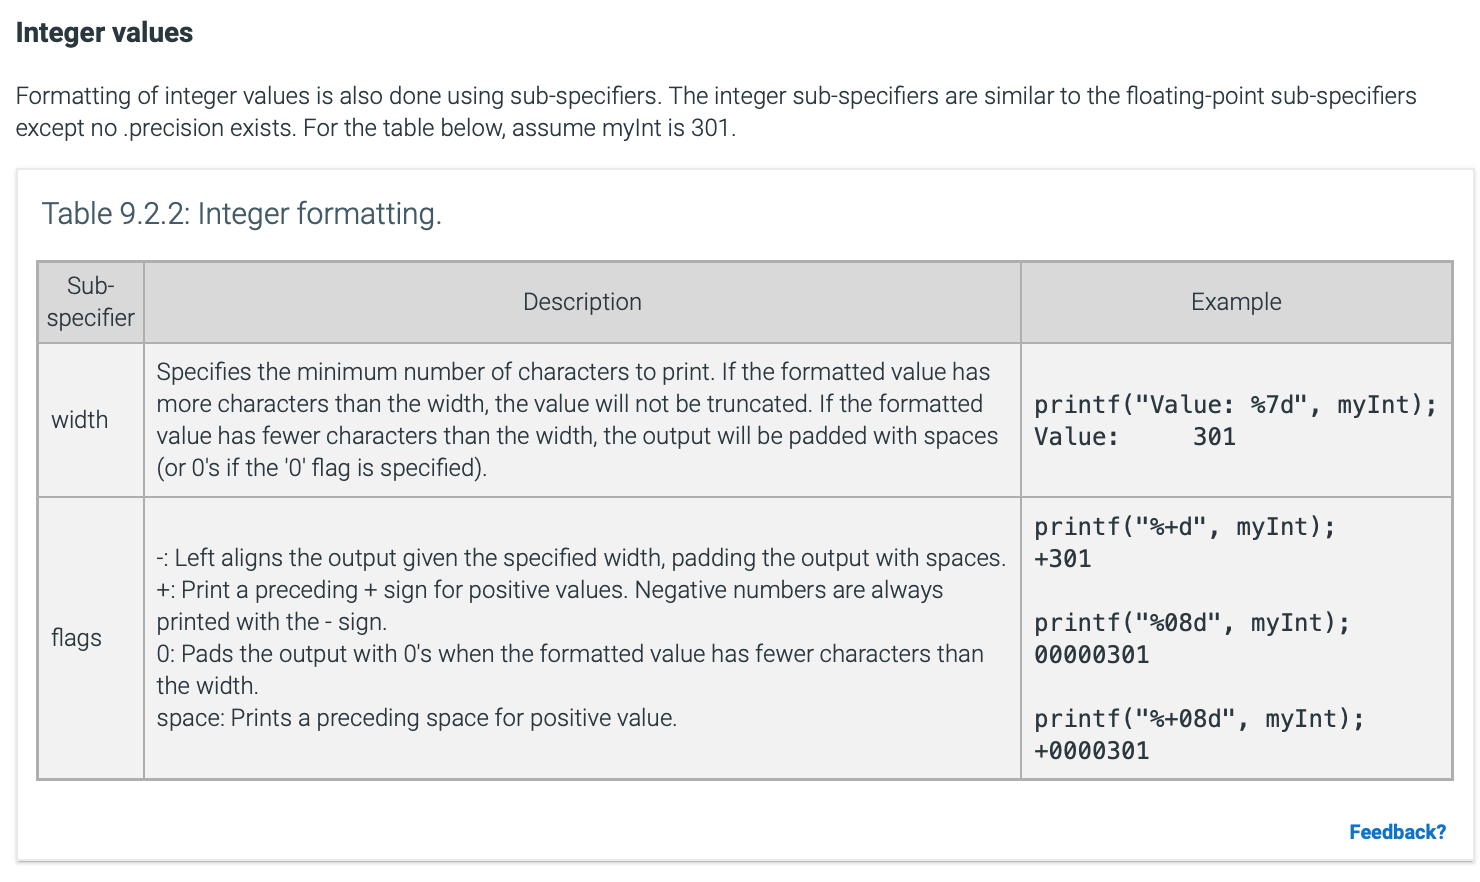 Integer values
Formatting of integer values is also done using sub-specifiers. The integer sub-specifiers are similar to the floating-point sub-specifiers
except no .precision exists. For the table below, assume myInt is 301.
Table 9.2.2: Integer formatting.
Sub-
specifier
Description
Example
width
Specifies the minimum number of characters to print. If the formatted value has
more characters than the width, the value will not be truncated. If the formatted
value has fewer characters than the width, the output will be padded with spaces
(or 0's if the '0' flag is specified).
printf("Value: %7d", myInt);
Value:     301
flags
-: Left aligns the output given the specified width, padding the output with spaces.
+: Print a preceding + sign for positive values. Negative numbers are always
printed with the - sign.
0: Pads the output with 0's when the formatted value has fewer characters than
the width.
space: Prints a preceding space for positive value.
printf("%+d", myInt);
+301
printf("%08d", myInt);
00000301
printf("%+08d", myInt);
+0000301
Feedback?